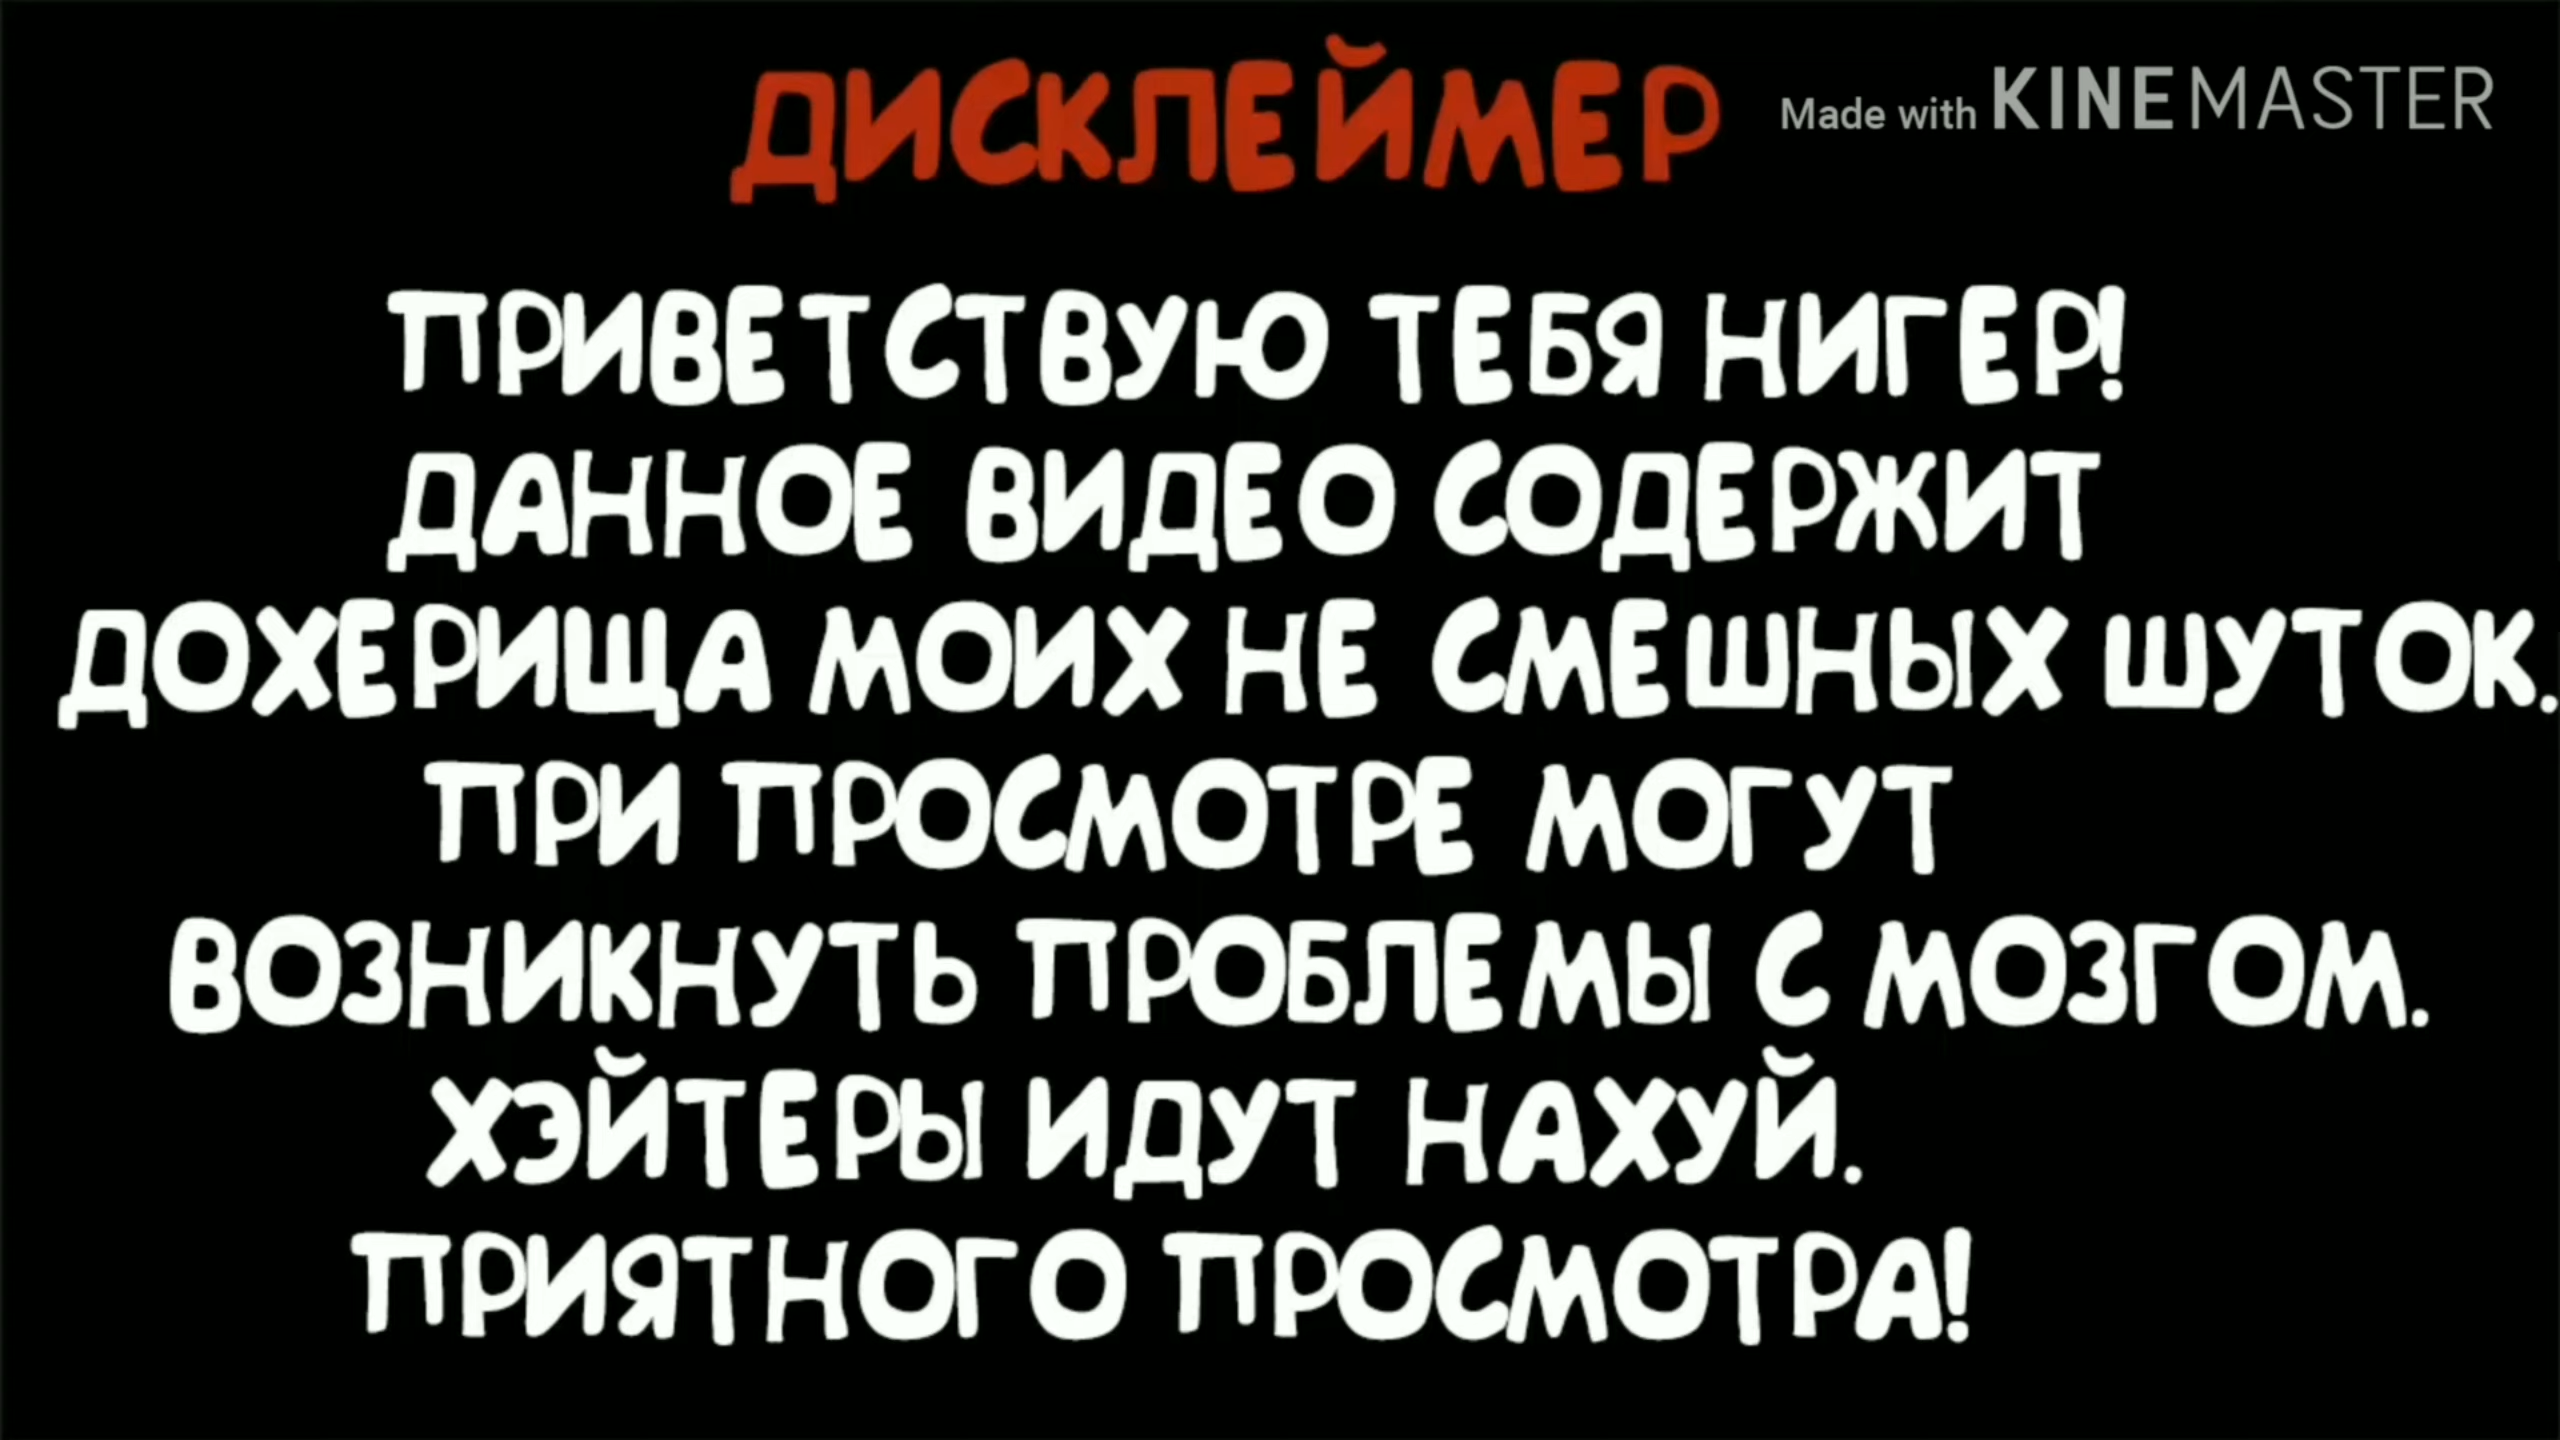 ДИСКЛЕЙМЕР
Made with KINEMASTER
ПРИВЕТСТВУЮ ТЕБЯ НИГЕР!
ДАННОЕ ВИДЕО СОДЕРЖИТ
ДОХЕРИЩА МОИХ НЕ СМЕШНЫХ ШУТОК.
ПРИ ПРОСМОТРЕ МОГУТ
ВОЗНИКНУТЬ ПРОБЛЕМЫ С МОЗГОМ.
ХЭЙТЕРЫ ИДУТ НАХУЙ.
ПРИЯТНОГО ПРОСМОТРА!